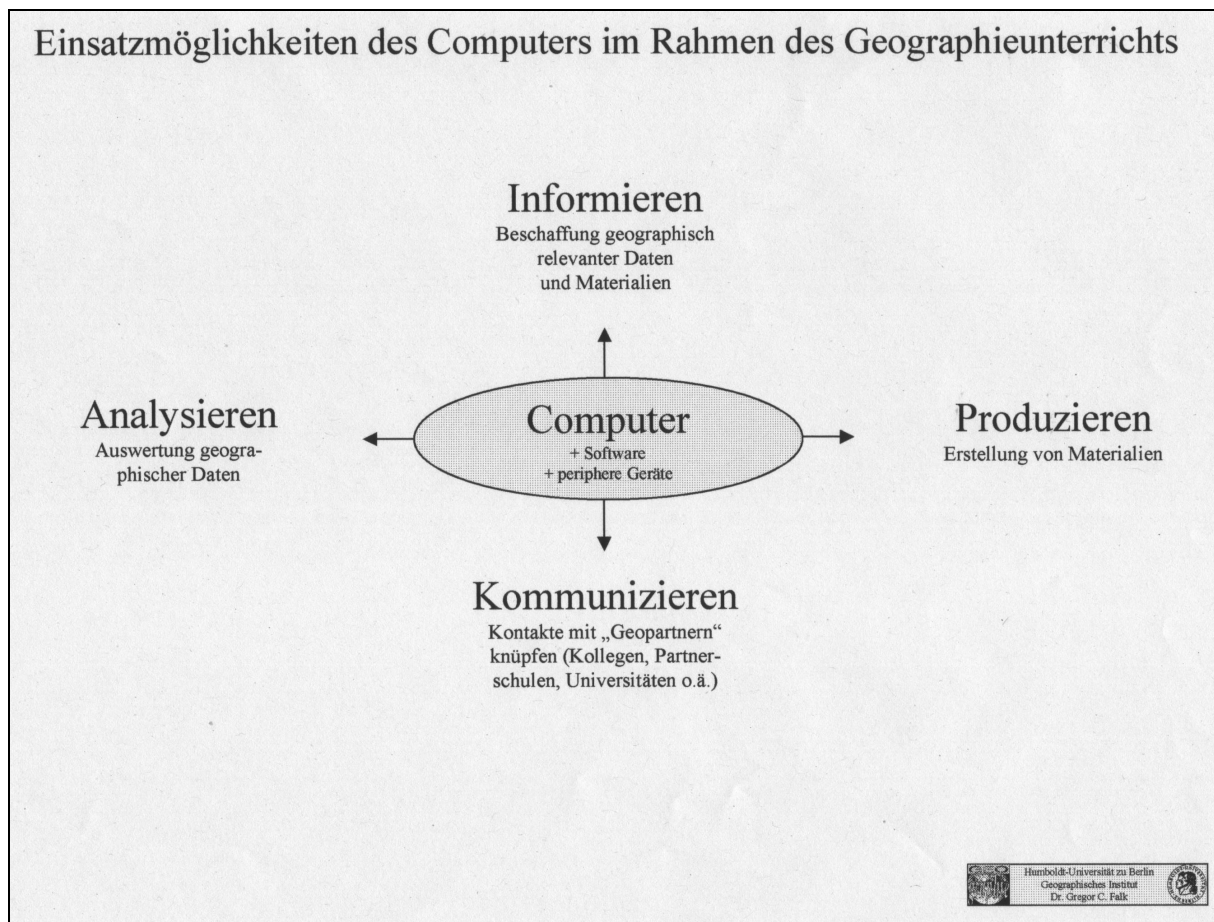 Einsatzmöglichkeiten des Computers im Rahmen des Geographieunterrichts
Informieren
Beschaffung geographisch
relevanter Daten
und Materialien
Analysieren
Auswertung geogra-
phischer Daten
Computer
+ Software
+ periphere Geräte
Produzieren
Erstellung von Materialien
Kommunizieren
Kontakte mit „Geopartnern“
knüpfen (Kollegen, Partner-
schulen, Universitäten o.ä.)
Humboldt-Universität zu Berlin
Geographisches Institut
Dr. Gregor C. Falk